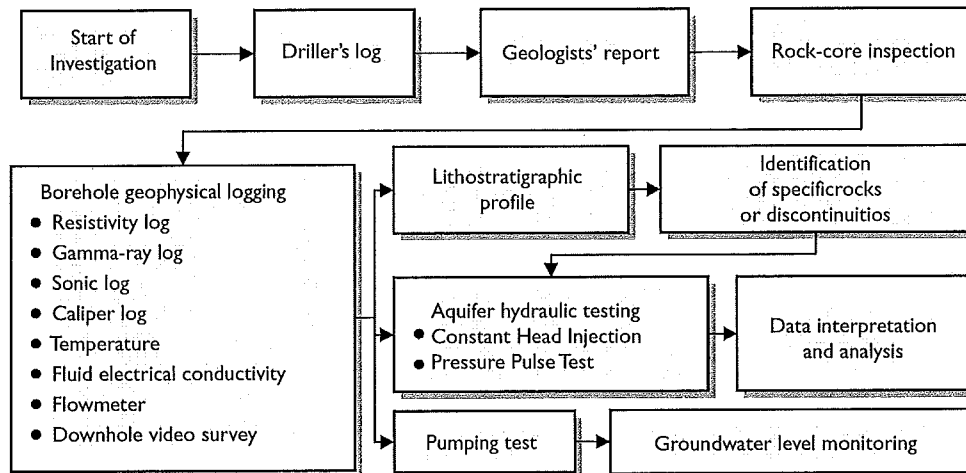 Start of
Investigation
Driller's log
Geologists' report
Rock-core inspection
Borehole geophysical logging
● Resistivity log
● Gamma-ray log
● Sonic log
● Caliper log
● Temperature
● Fluid electrical conductivity
● Flowmeter
● Downhole video survey
Lithostratigraphic
profile
Identification
of specificrocks
or discontinuitios
Aquifer hydraulic testing
● Constant Head Injection
● Pressure Pulse Test
Data interpretation
and analysis
Pumping test
Groundwater level monitoring